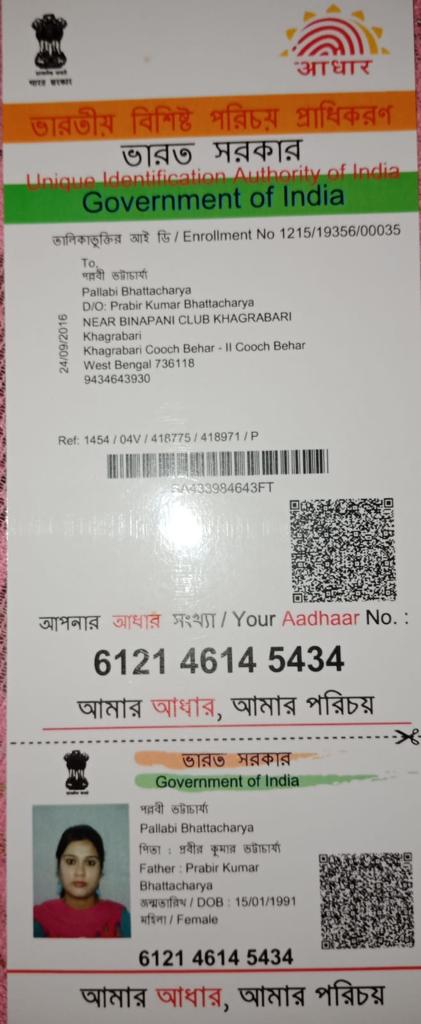 भारत सरकार
आधार
ভারতীয় বিশিষ্ট পরিচয় প্রাধিকরণ
ভারত সরকার
Unique Identification Authority of India
Government of India
তালিকাভুক্তির আই ডি / Enrollment No 1215/19356/00035
To,
পল্লবী ভট্টাচার্য্য
Pallabi Bhattacharya
D/O: Prabir Kumar Bhattacharya
NEAR BINAPANI CLUB KHAGRABARI
Khagrabari
Khagrabari Cooch Behar - II Cooch Behar
West Bengal 736118
9434643930
24/09/2016
Ref: 1454 / 04V / 418775 / 418971 / P
আপনার আধার সংখ্যা / Your Aadhaar No. :
6121 4614 5434
আমার আধার, আমার পরিচয়
ভারত সরকার
Government of India
পল্লবী ভট্টাচার্য্য
Pallabi Bhattacharya
পিতা : প্রবীর কুমার ভট্টাচার্য্য
Father : Prabir Kumar
Bhattacharya
জন্মতারিখ / DOB : 15/01/1991
মহিলা / Female
6121 4614 5434
আমার আধার, আমার পরিচয়